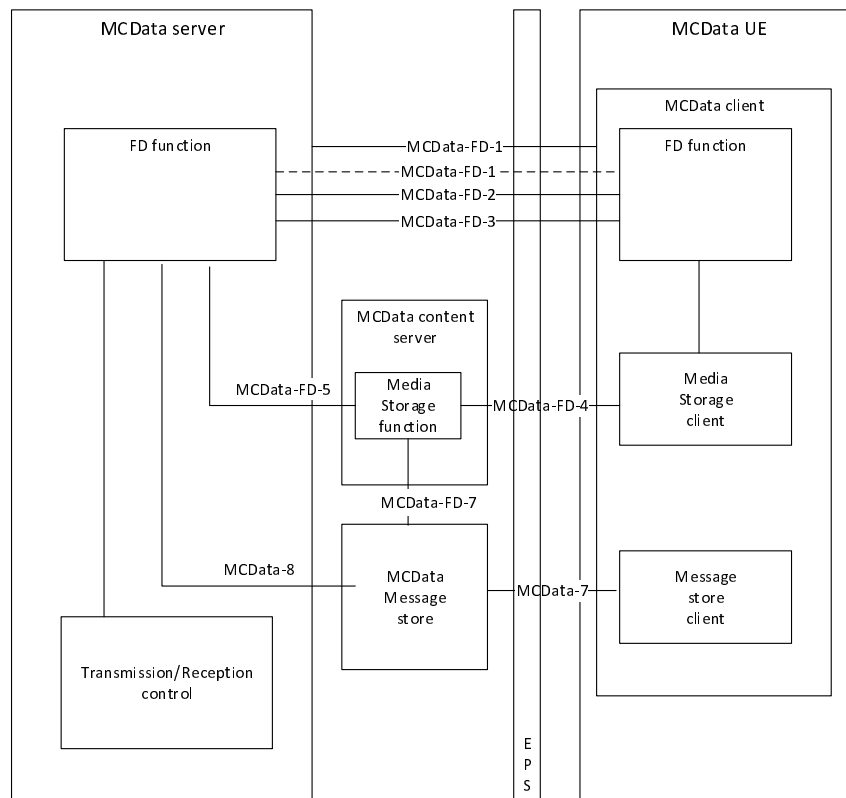 MCData server
MCData UE
MCData client
FD function
FD function
MCData-FD-1
MCData-FD-1
MCData-FD-2
MCData-FD-3
MCData content
server
MCData-FD-5
Media
Storage
function
MCData-FD-4
Media
Storage
client
MCData-FD-7
MCData-8
MCData
Message
store
MCData-7
Message
store
client
Transmission/Reception
control
E
P
S